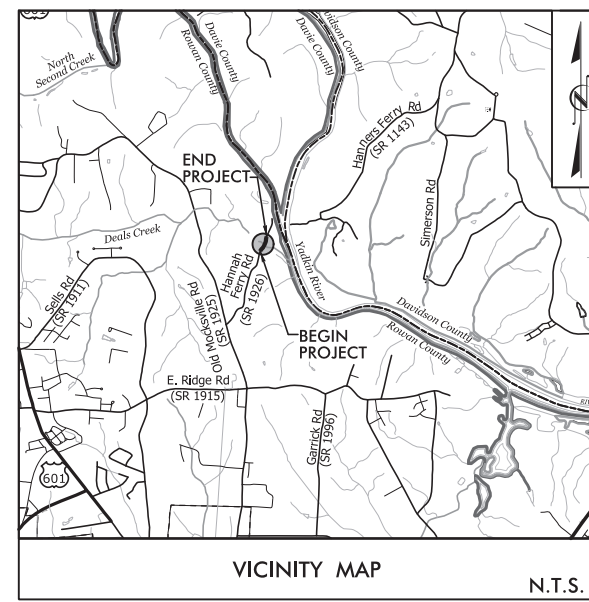 601
North
Second Creek
Davie County
Rowan County
Davidson County
Davie County
Hanners Ferry Rd
(SR 1143)
END
PROJECT
Simerson Rd
Deals Creek
Sells Rd
(SR 1911)
Old Mocksville Rd
(SR 1925)
Hannah
Ferry Rd
(SR 1926)
Yadkin River
BEGIN
PROJECT
Davidson County
Rowan County
E. Ridge Rd
(SR 1915)
Garrick Rd
(SR 1996)
US
601
VICINITY MAP
N.T.S.